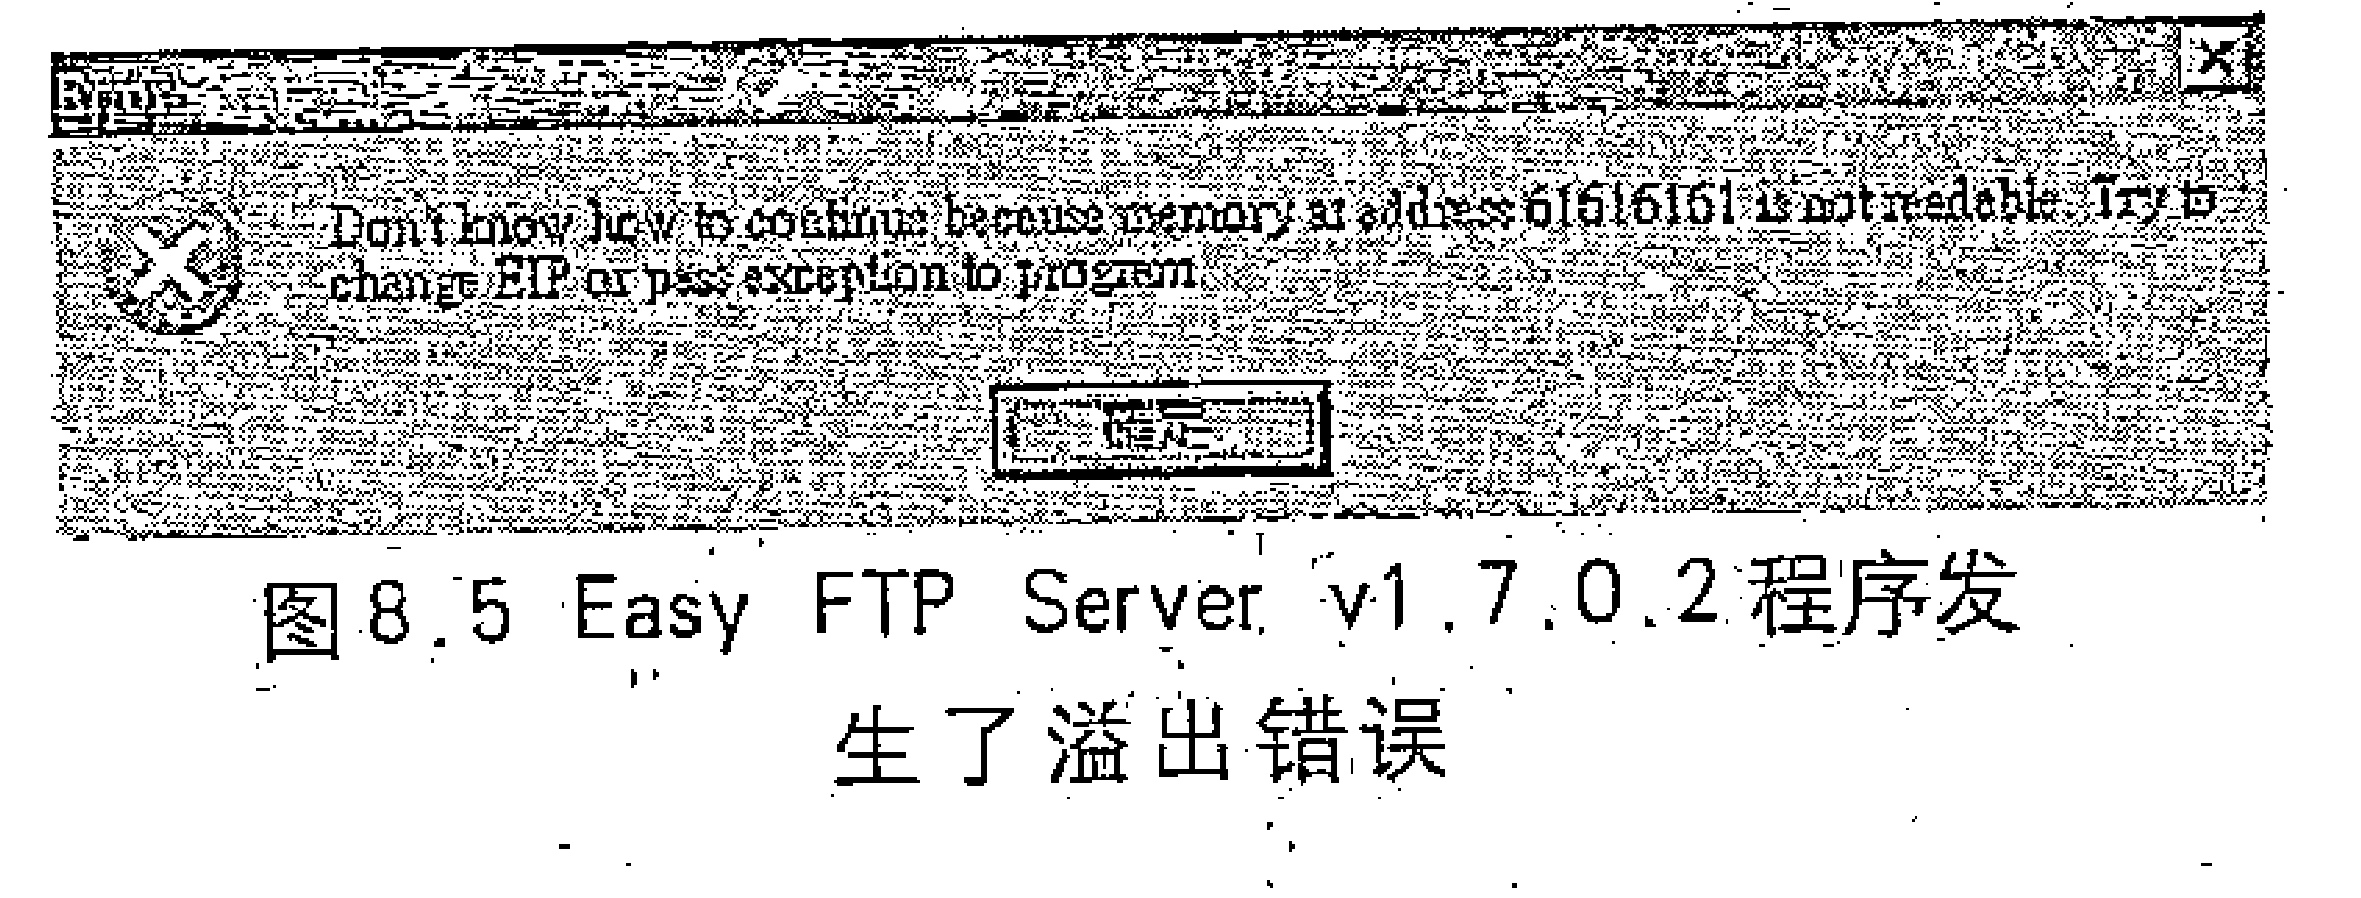 Error
Don't know how to continue because memory at address 61616161 is not readable. Try to
change EIP or pass exception to program.
确定
图8.5 Easy FTP Server v1.7.0.2程序发
生了溢出错误